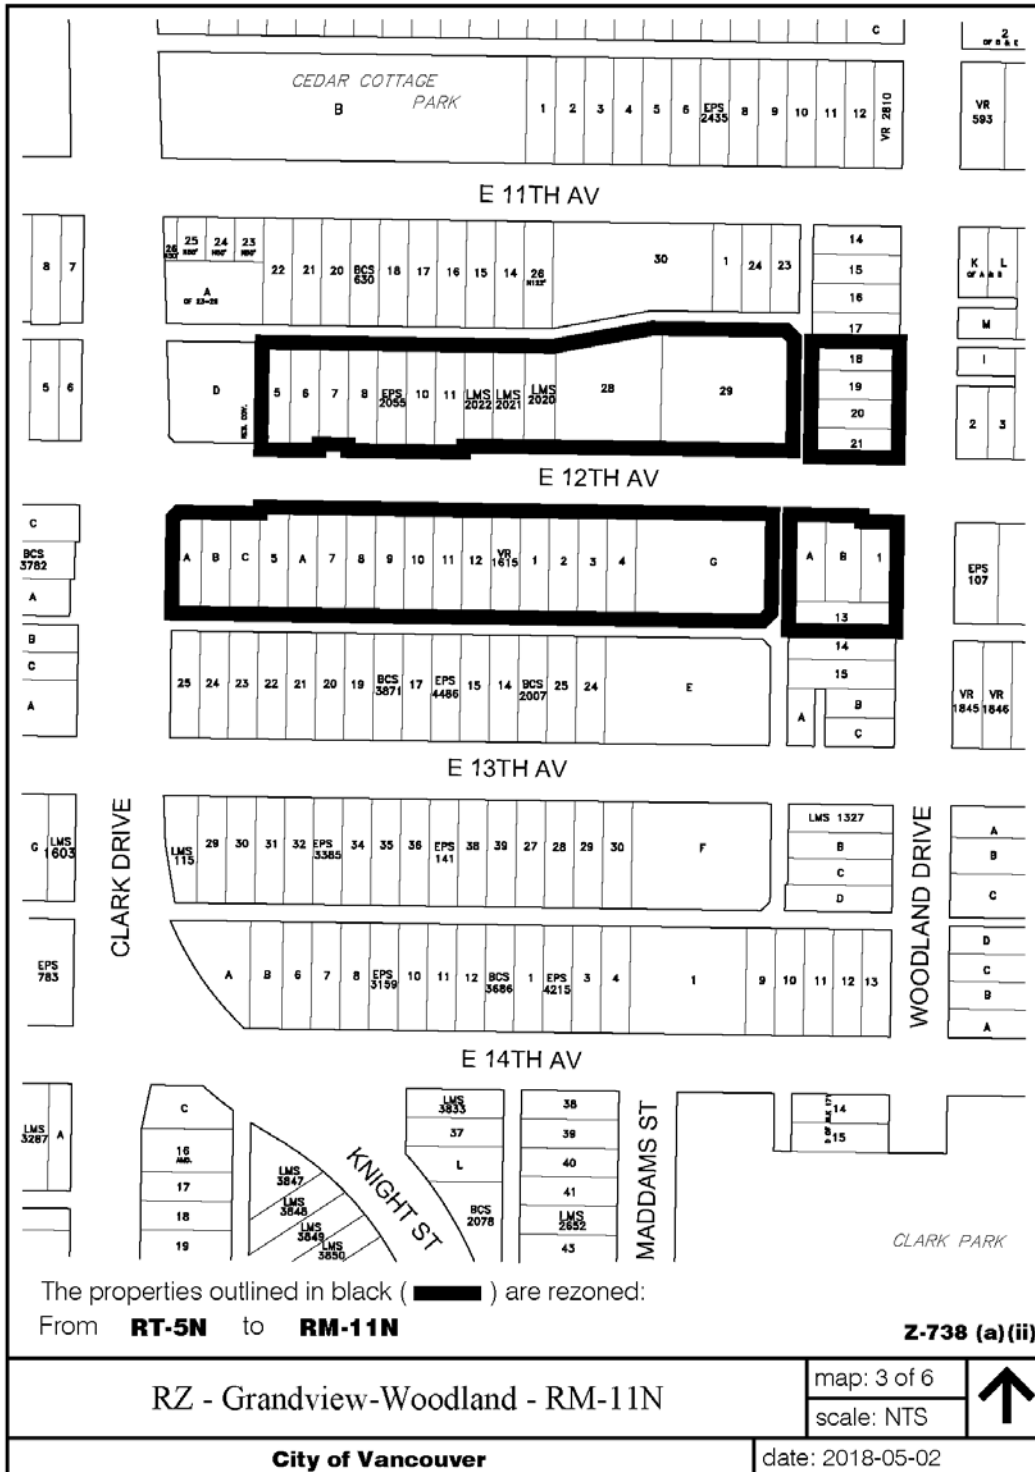 C
2
OF D & E
CEDAR COTTAGE
PARK
B
1 2 3 4 5 6 EPS 2435 8 9 10 11 12 VR 2810
VR 593
E 11TH AV
8 7
25 24 23
22 21 20 BCS 630 18 17 16 15 14 26
30 1 24 23
A
OF 23-26
14
15
16
17
K L
OF A & B
M
5 6
D
5 6 7 8 EPS 2055 10 11 LMS 2022 LMS 2021 LMS 2020 28 29
18
19
20
21
I
2 3
E 12TH AV
C
BCS 3782
A
A B C 5 A 7 8 9 10 11 12 VR 1615 1 2 3 4 G
A B 1
13
EPS 107
B
C
A
25 24 23 22 21 20 19 BCS 3871 17 EPS 4486 15 14 BCS 2007 25 24 E
14
15
A
B
C
VR 1845 VR 1846
E 13TH AV
CLARK DRIVE
G LMS 1603
LMS 115 29 30 31 32 EPS 3385 34 35 36 EPS 141 38 39 27 28 29 30 F
LMS 1327
B
C
D
WOODLAND DRIVE
A
B
C
EPS 783
A B 6 7 8 EPS 3159 10 11 12 BCS 3686 1 EPS 4215 3 4 1 9 10 11 12 13
D
C
B
A
E 14TH AV
LMS 3287 A
C
16
17
18
19
LMS 3847
LMS 3848
LMS 3849
LMS 3850
KNIGHT ST
LMS 3833
37
L
BCS 2078
38
39
40
41
LMS 2652
43
MADDAMS ST
14
15
CLARK PARK
The properties outlined in black ( ) are rezoned:
From RT-5N to RM-11N
Z-738 (a)(ii)
RZ - Grandview-Woodland - RM-11N
map: 3 of 6
scale: NTS
City of Vancouver
date: 2018-05-02